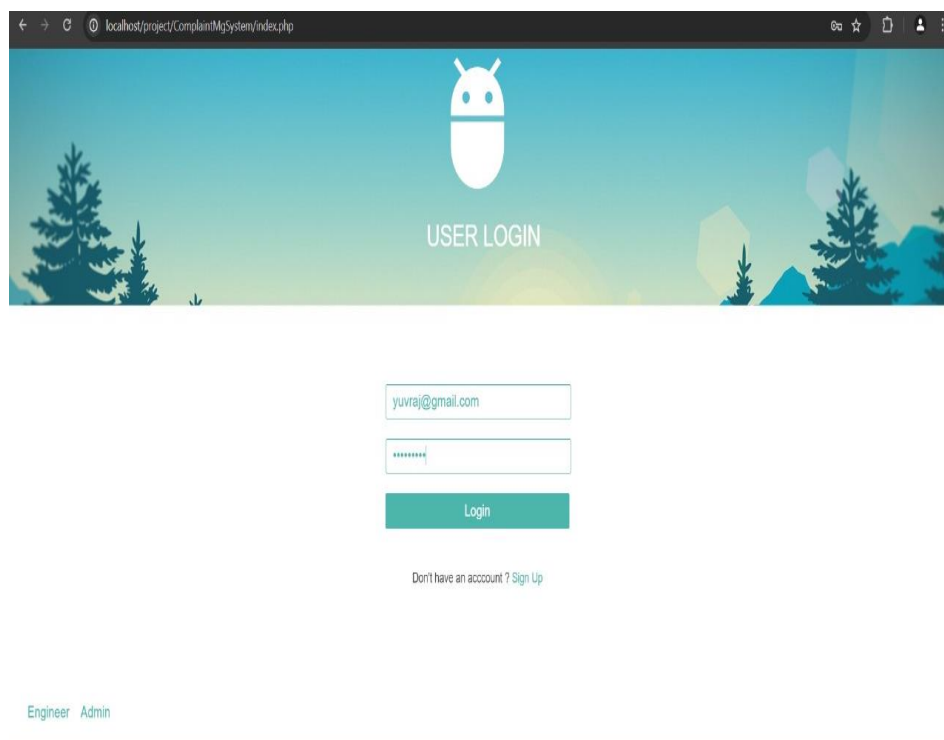 localhost/project/ComplaintMgSystem/index.php
USER LOGIN
yuvraj@gmail.com
•••••••••
Login
Don't have an acccount ? Sign Up
Engineer Admin